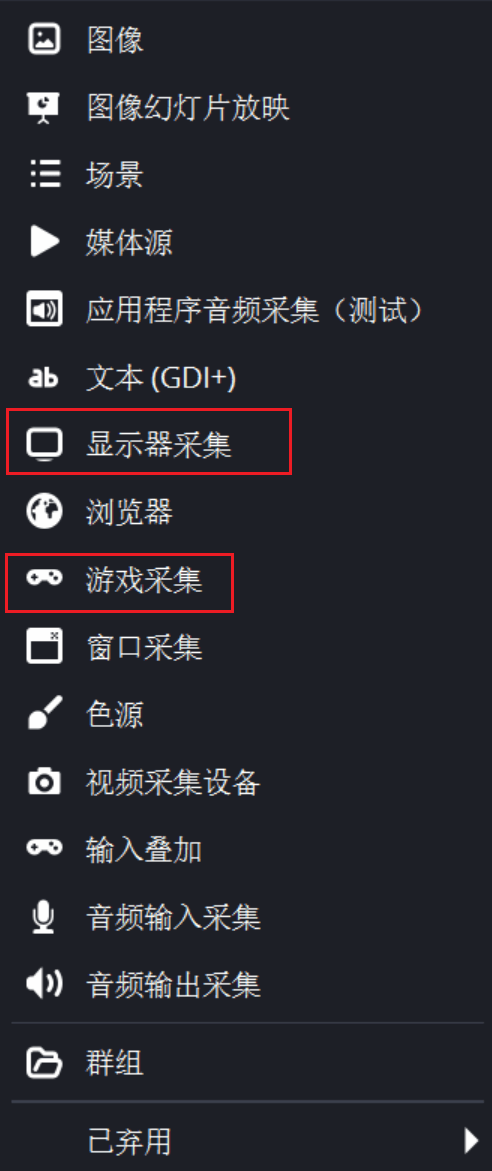 图像
图像幻灯片放映
场景
媒体源
应用程序音频采集（测试）
ab 文本 (GDI+)
显示器采集
浏览器
游戏采集
窗口采集
色源
视频采集设备
输入叠加
音频输入采集
音频输出采集
群组
已弃用